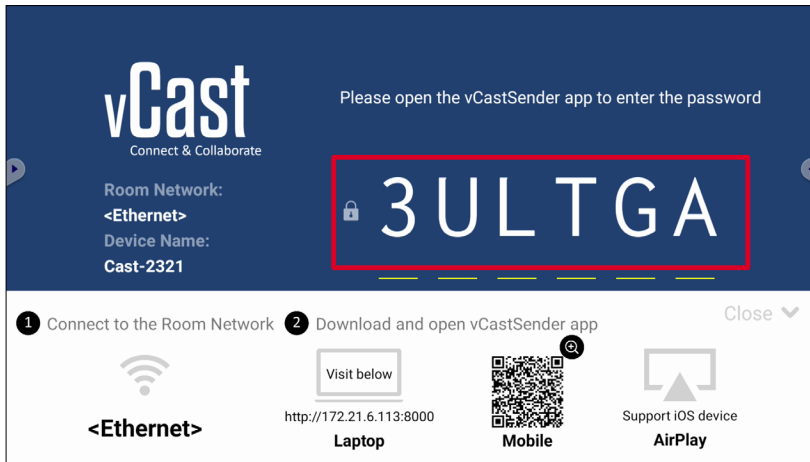 vCast
Connect & Collaborate
Please open the vCastSender app to enter the password
3ULTGA
Room Network:
<Ethernet>
Device Name:
Cast-2321
Close
1 Connect to the Room Network
2 Download and open vCastSender app
<Ethernet>
Visit below
http://172.21.6.113:8000
Laptop
Mobile
Support iOS device
AirPlay